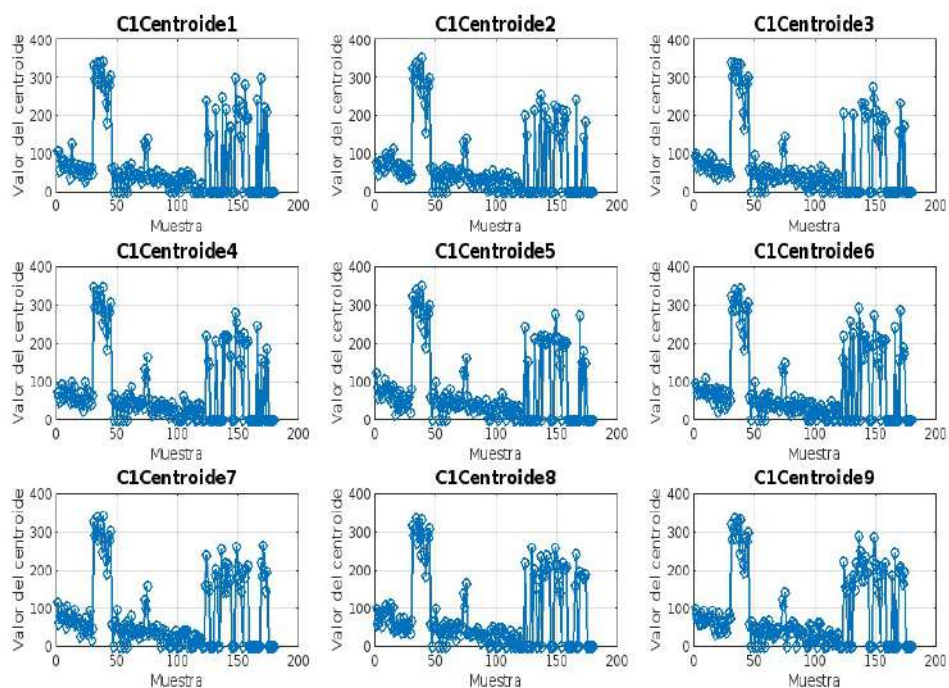 C1Centroide1 C1Centroide2 C1Centroide3
Valor del centroide Valor del centroide Valor del centroide
400 400 400
300 300 300
200 200 200
100 100 100
0 0 0
0 50 100 150 200 0 50 100 150 200 0 50 100 150 200
Muestra Muestra Muestra
C1Centroide4 C1Centroide5 C1Centroide6
Valor del centroide Valor del centroide Valor del centroide
400 400 400
300 300 300
200 200 200
100 100 100
0 0 0
0 50 100 150 200 0 50 100 150 200 0 50 100 150 200
Muestra Muestra Muestra
C1Centroide7 C1Centroide8 C1Centroide9
Valor del centroide Valor del centroide Valor del centroide
400 400 400
300 300 300
200 200 200
100 100 100
0 0 0
0 50 100 150 200 0 50 100 150 200 0 50 100 150 200
Muestra Muestra Muestra